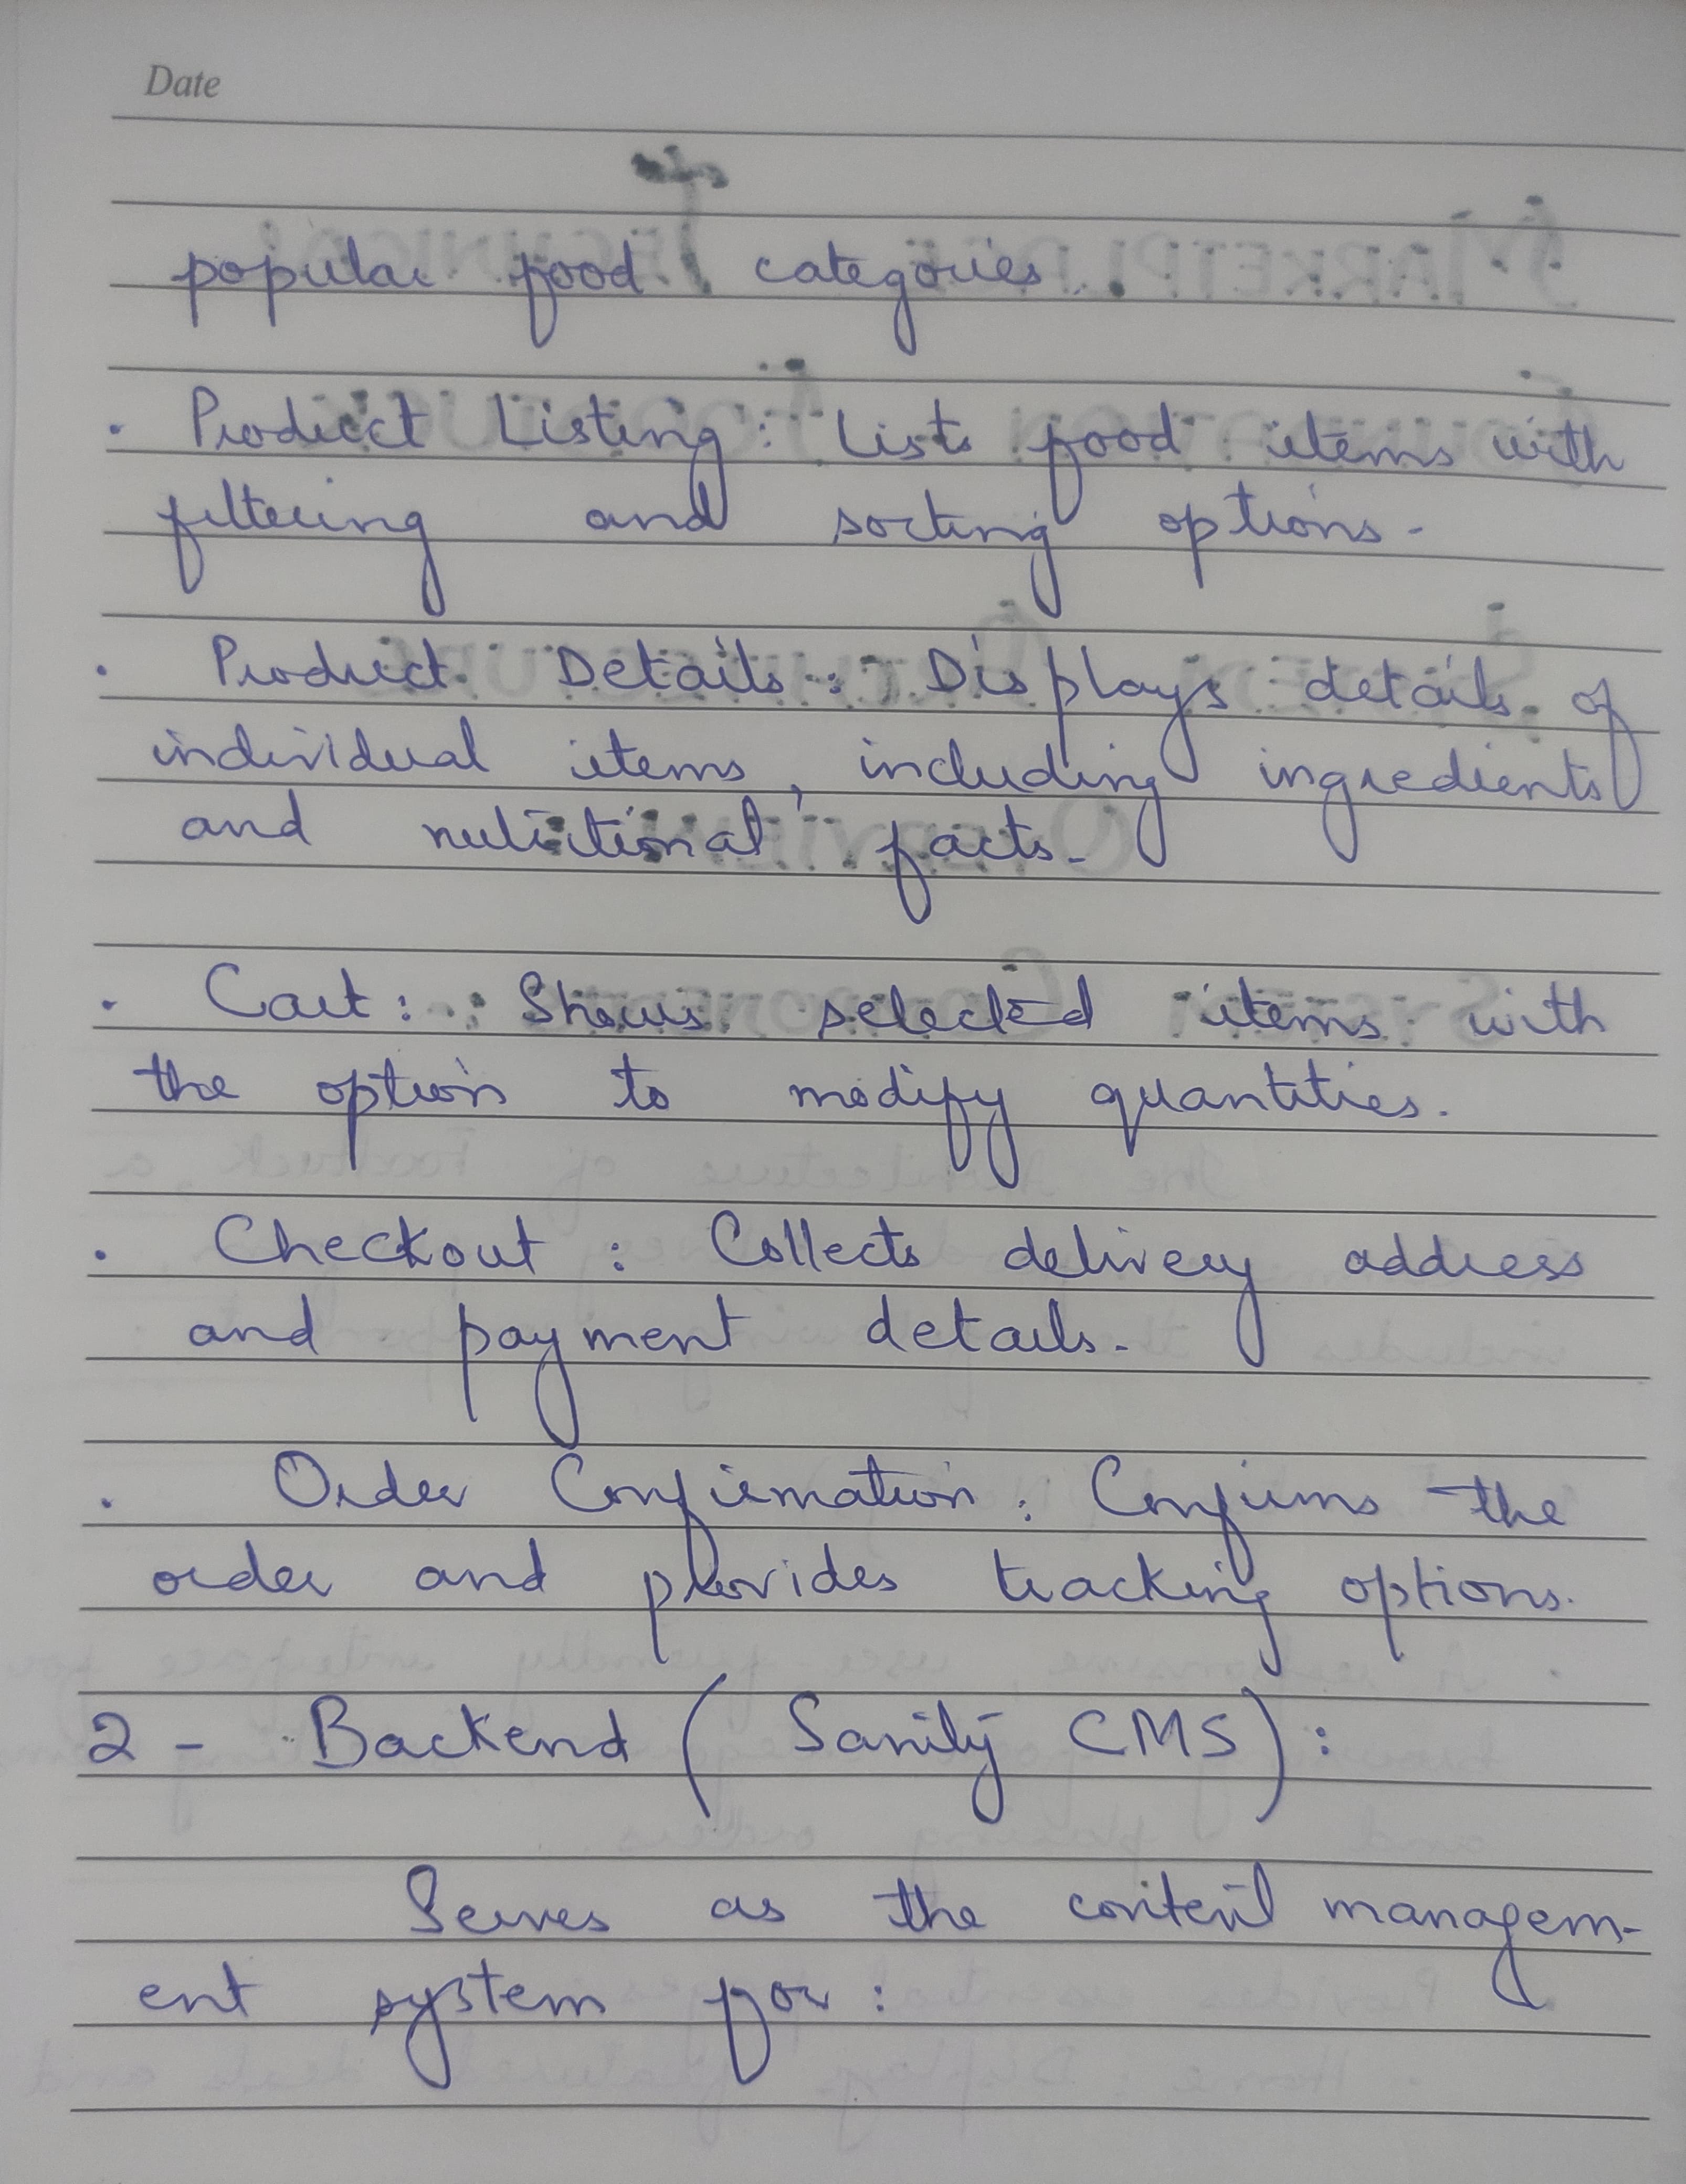 Date
popular food categories.
. Product Listing : Lists food items with
filtering and sorting options.
. Product Details : Displays details of
individual items, including ingredients
and nutritional facts.
. Cart : Shows selected items with
the option to modify quantities.
. Checkout : Collects delivery address
and payment details.
. Order Confirmation : Confirms the
order and provides tracking options.
2 - Backend ( Sanity CMS ) :
Serves as the content managem-
ent system for :